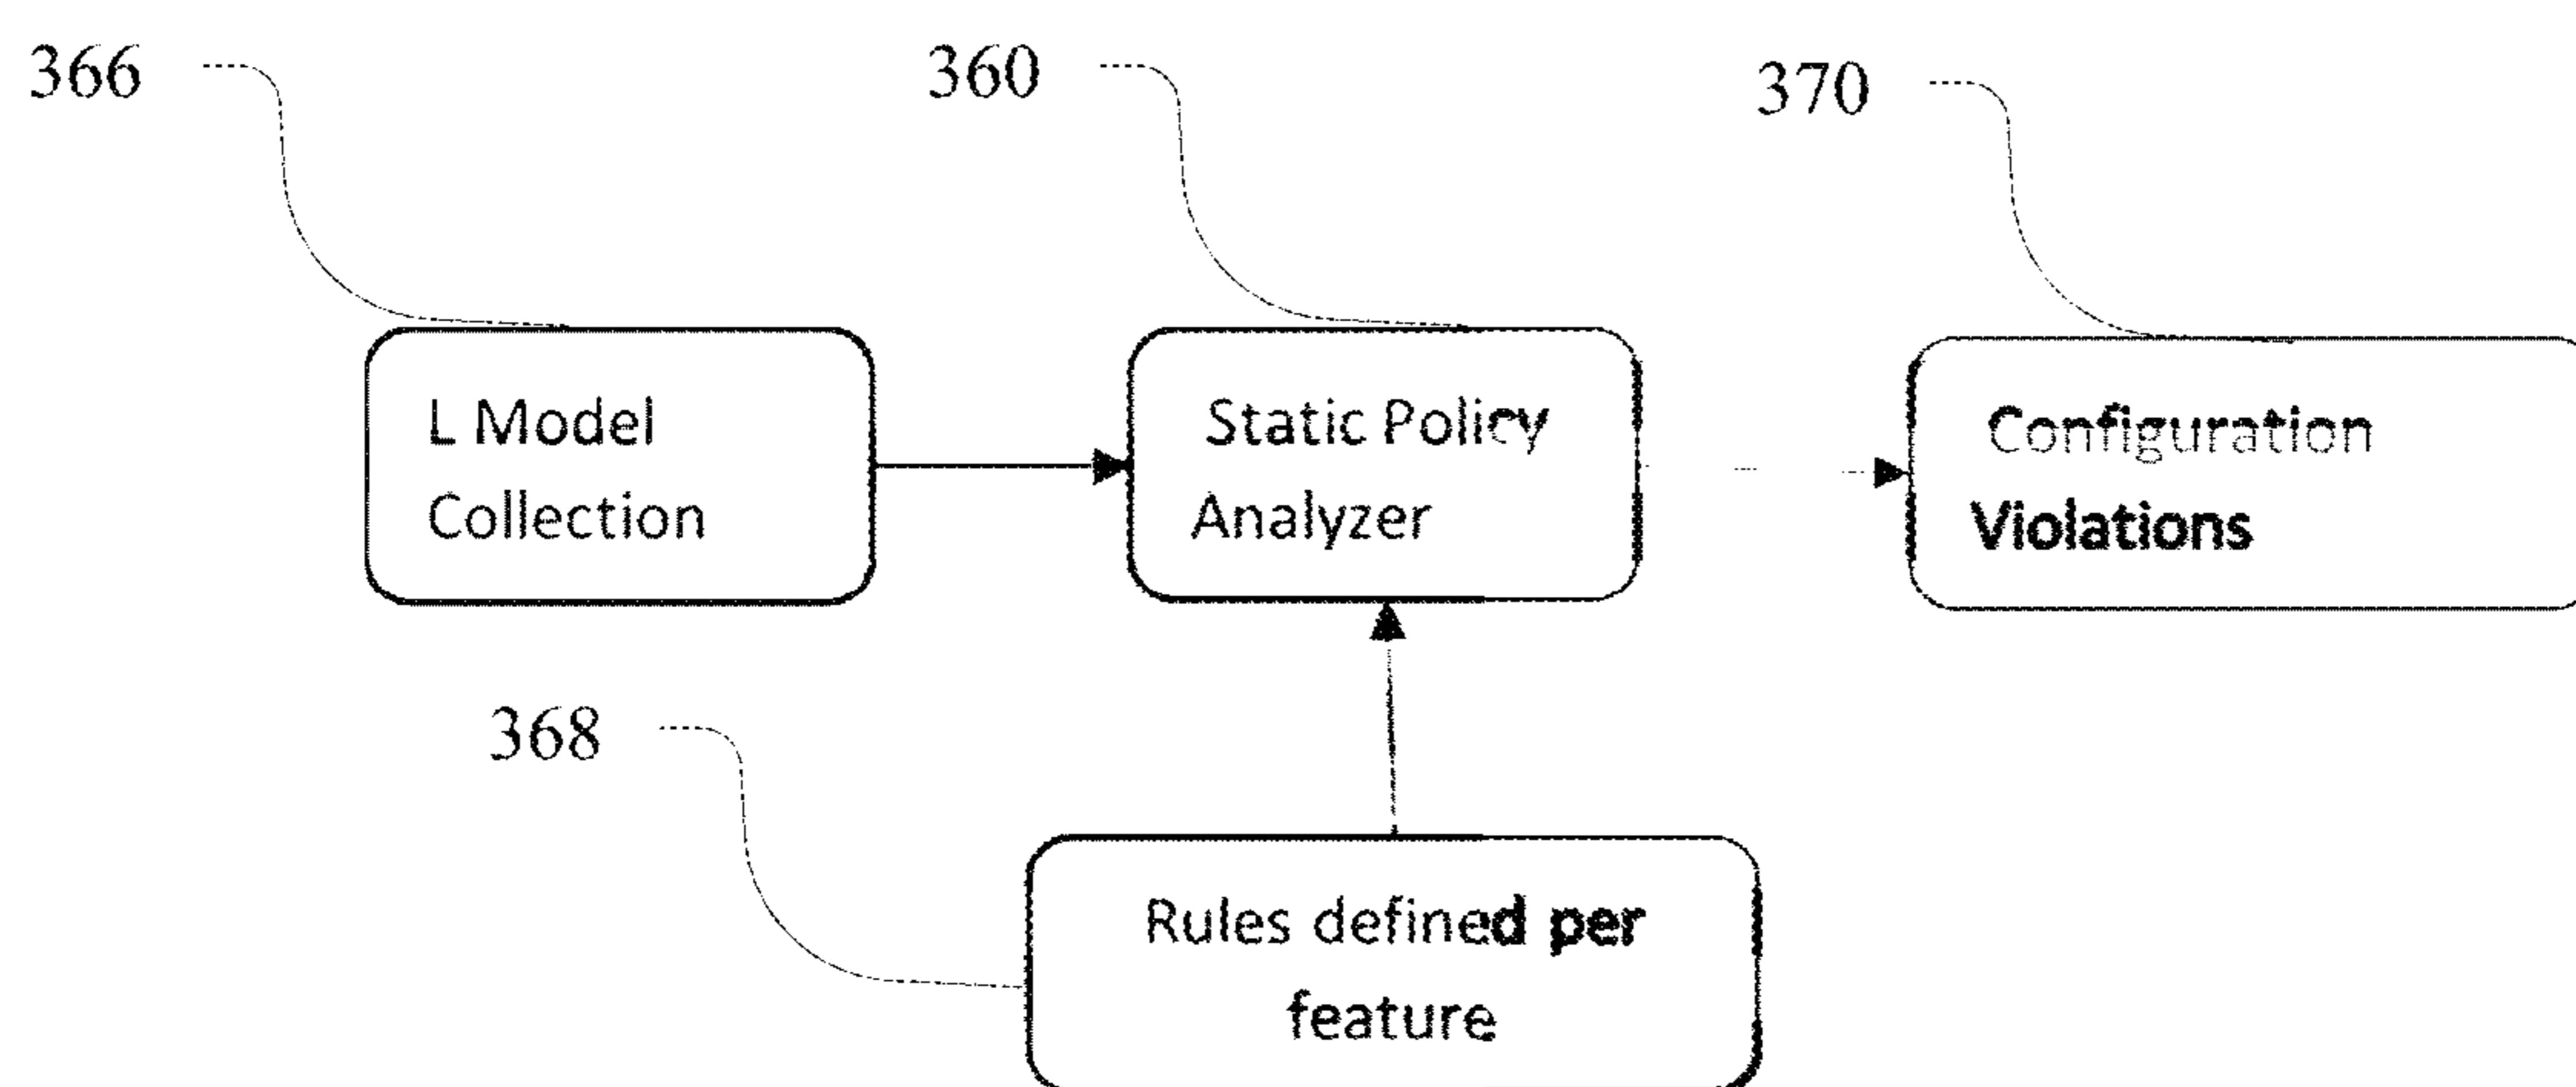 366
360
370
L Model
Collection
Static Policy
Analyzer
Configuration
Violations
368
Rules defined per
feature